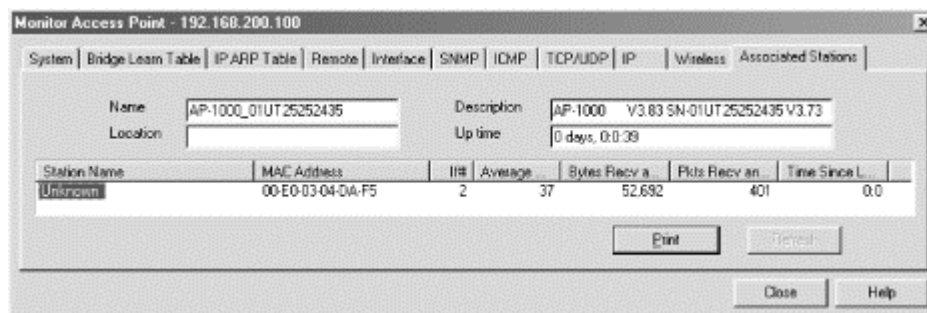 Monitor Access Point - 192.168.200.100
System Bridge Learn Table IP ARP Table Remote Interface SNMP ICMP TCP/UDP IP Wireless Associated Stations
Name AP-1000_01UT25252435 Description AP-1000 V3.83 SN-01UT25252435 V3.73
Location Up time 0 days, 0:0:39
Station Name MAC Address If# Average ... Bytes Recv a... Pkts Recv an... Time Since L...
Unknown 00-E0-03-04-DA-F5 2 37 52,692 401 0:0
Print Refresh
Close Help